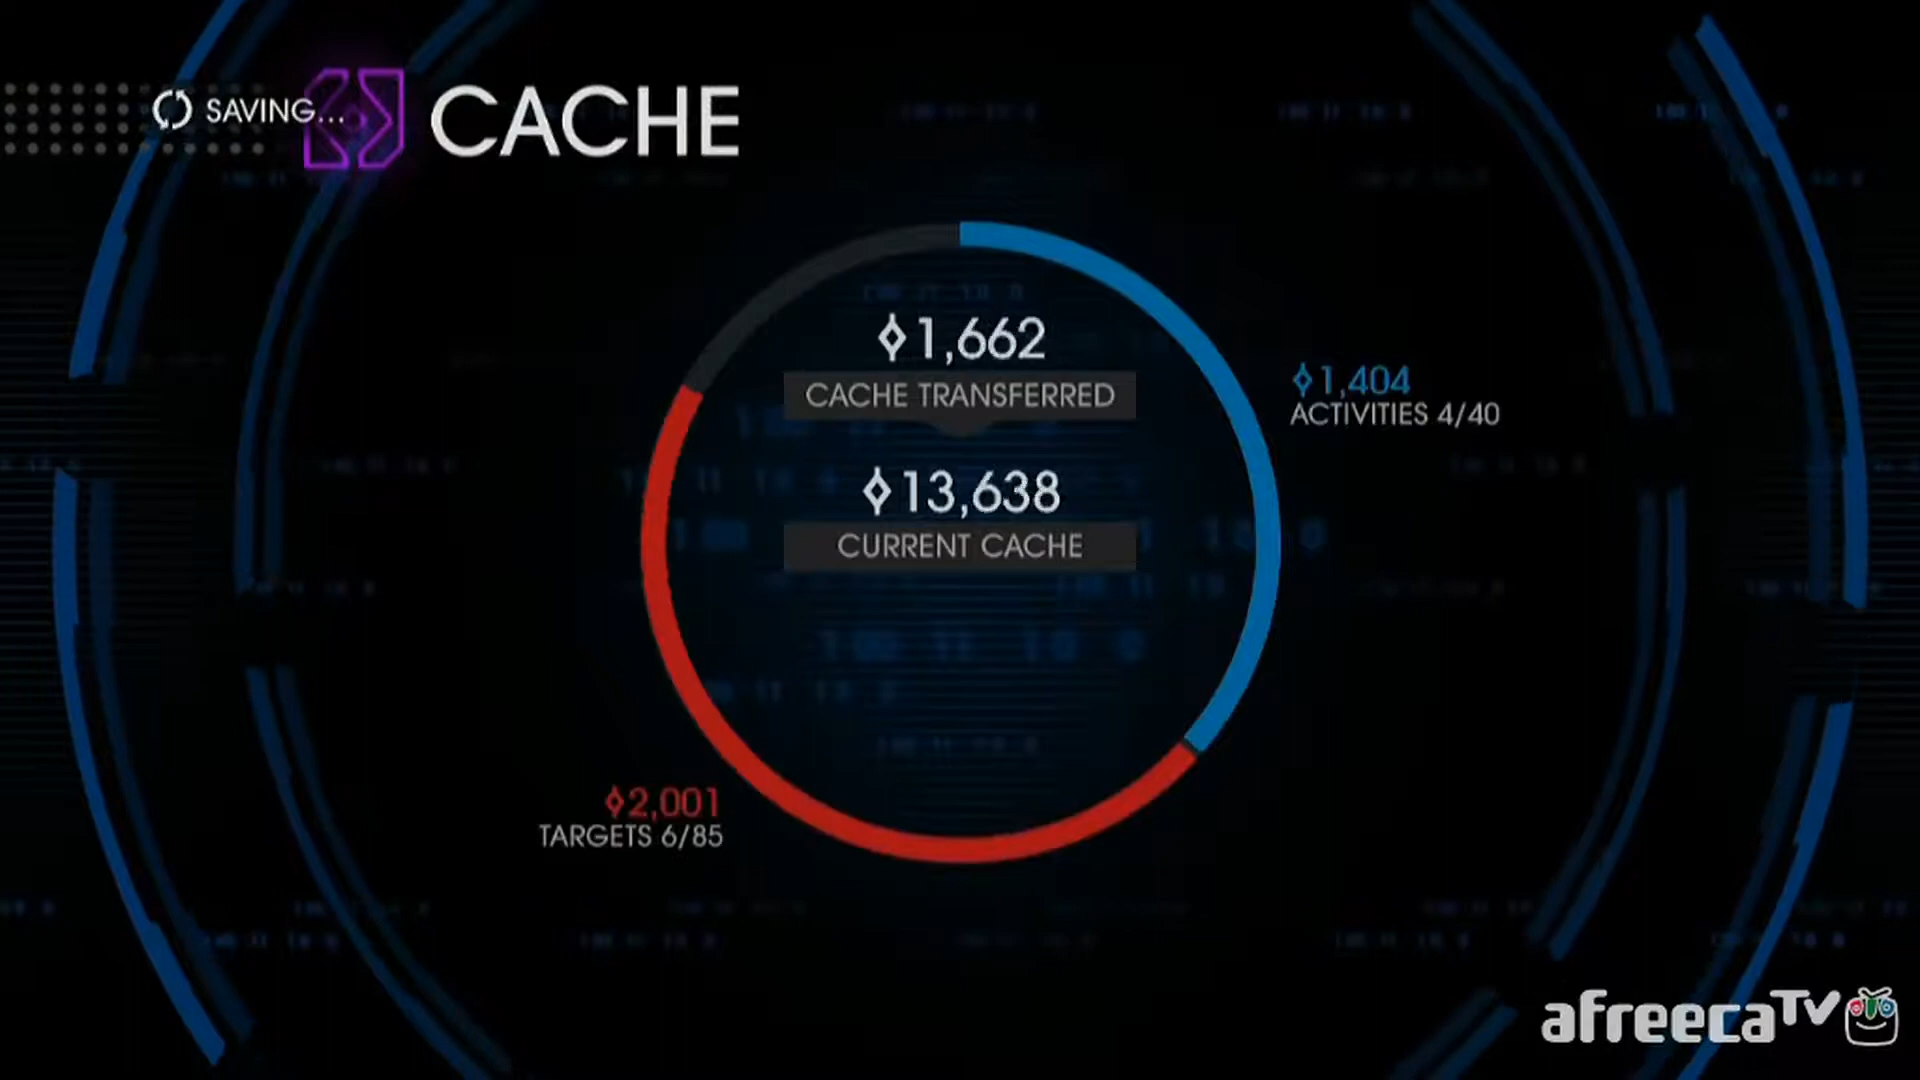 SAVING...
CACHE
1,662
CACHE TRANSFERRED
13,638
CURRENT CACHE
1,404
ACTIVITIES 4/40
2,001
TARGETS 6/85
afreecaTV